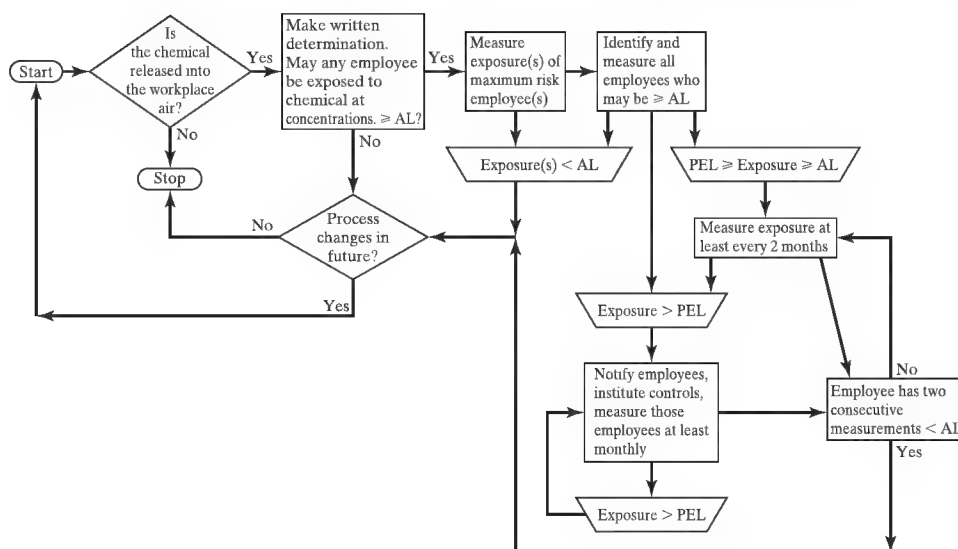 Start
Is
the chemical
released into
the workplace
air?
Yes
No
Stop
Make written
determination.
May any employee
be exposed to
chemical at
concentrations. ⩾ AL?
Yes
No
Measure
exposure(s) of
maximum risk
employee(s)
Identify and
measure all
employees who
may be ⩾ AL
Exposure(s) < AL
PEL ⩾ Exposure ⩾ AL
Process
changes in
future?
No
Yes
Measure exposure at
least every 2 months
Exposure > PEL
Notify employees,
institute controls,
measure those
employees at least
monthly
Exposure > PEL
No
Employee has two
consecutive
measurements < AL
Yes